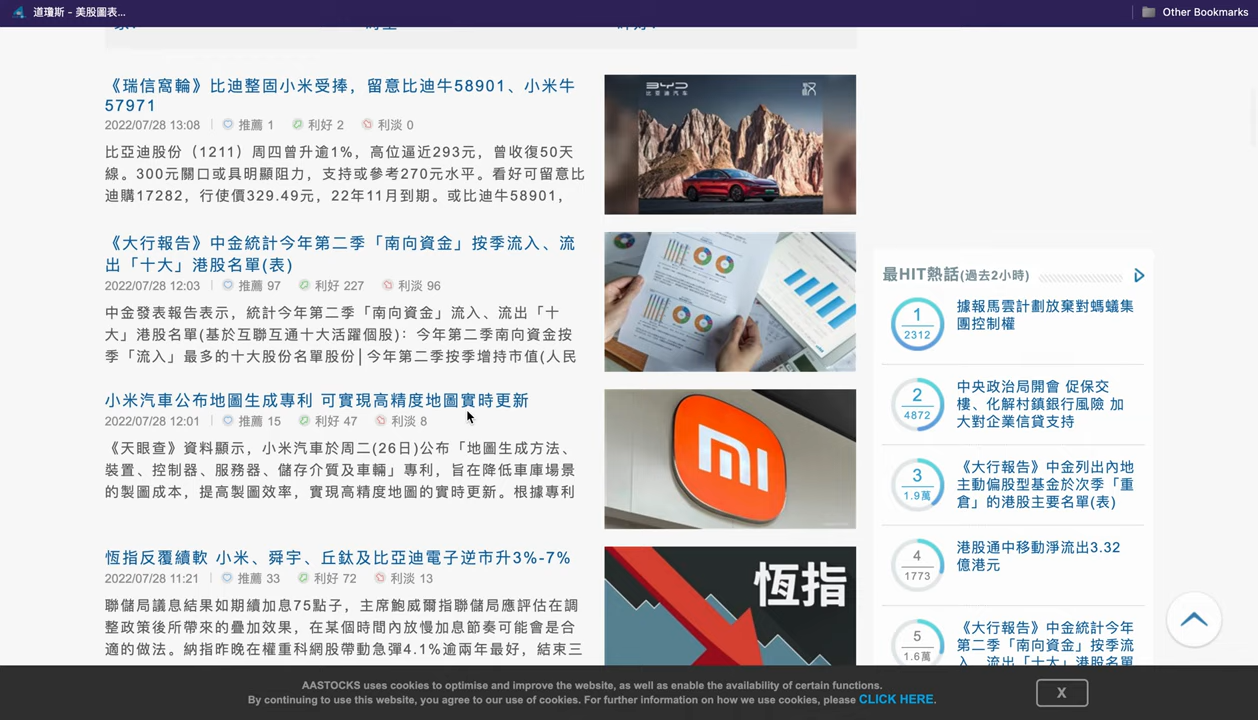 道瓊斯 - 美股圖表...
Other Bookmarks
《瑞信窩輪》比迪整固小米受捧，留意比迪牛58901、小米牛
57971
2022/07/28 13:08 推薦 1 利好 2 利淡 0
比亞迪股份（1211）周四曾升逾1%，高位逼近293元，曾收復50天
線。300元關口或具明顯阻力，支持或參考270元水平。看好可留意比
迪購17282，行使價329.49元，22年11月到期。或比迪牛58901，
BYD
比亚迪汽车
《大行報告》中金統計今年第二季「南向資金」按季流入、流
出「十大」港股名單(表)
2022/07/28 12:03 推薦 97 利好 227 利淡 96
中金發表報告表示，統計今年第二季「南向資金」流入、流出「十
大」港股名單(基於互聯互通十大活躍個股)：今年第二季南向資金按
季「流入」最多的十大股份名單股份│今年第二季按季增持市值(人民
小米汽車公布地圖生成專利 可實現高精度地圖實時更新
2022/07/28 12:01 推薦 15 利好 47 利淡 8
《天眼查》資料顯示，小米汽車於周二(26日)公布「地圖生成方法、
裝置、控制器、服務器、儲存介質及車輛」專利，旨在降低車庫場景
的製圖成本，提高製圖效率，實現高精度地圖的實時更新。根據專利
恆指反覆續軟 小米、舜宇、丘鈦及比亞迪電子逆市升3%-7%
2022/07/28 11:21 推薦 33 利好 72 利淡 13
聯儲局議息結果如期續加息75點子，主席鮑威爾指聯儲局應評估在調
整政策後所帶來的疊加效果，在某個時間內放慢加息節奏可能會是合
適的做法。納指昨晚在權重科網股帶動急彈4.1%逾兩年最好，結束三
恆指
最HIT熱話(過去2小時)
1
2312
據報馬雲計劃放棄對螞蟻集
團控制權
2
4872
中央政治局開會 促保交
樓、化解村鎮銀行風險 加
大對企業信貸支持
3
1.9萬
《大行報告》中金列出內地
主動偏股型基金於次季「重
倉」的港股主要名單(表)
4
1773
港股通中移動淨流出3.32
億港元
5
1.6萬
《大行報告》中金統計今年
第二季「南向資金」按季流
入、流出「十大」港股名單
AASTOCKS uses cookies to optimise and improve the website, as well as enable the availability of certain functions.
By continuing to use this website, you agree to our use of cookies. For further information on how we use cookies, please CLICK HERE.
X